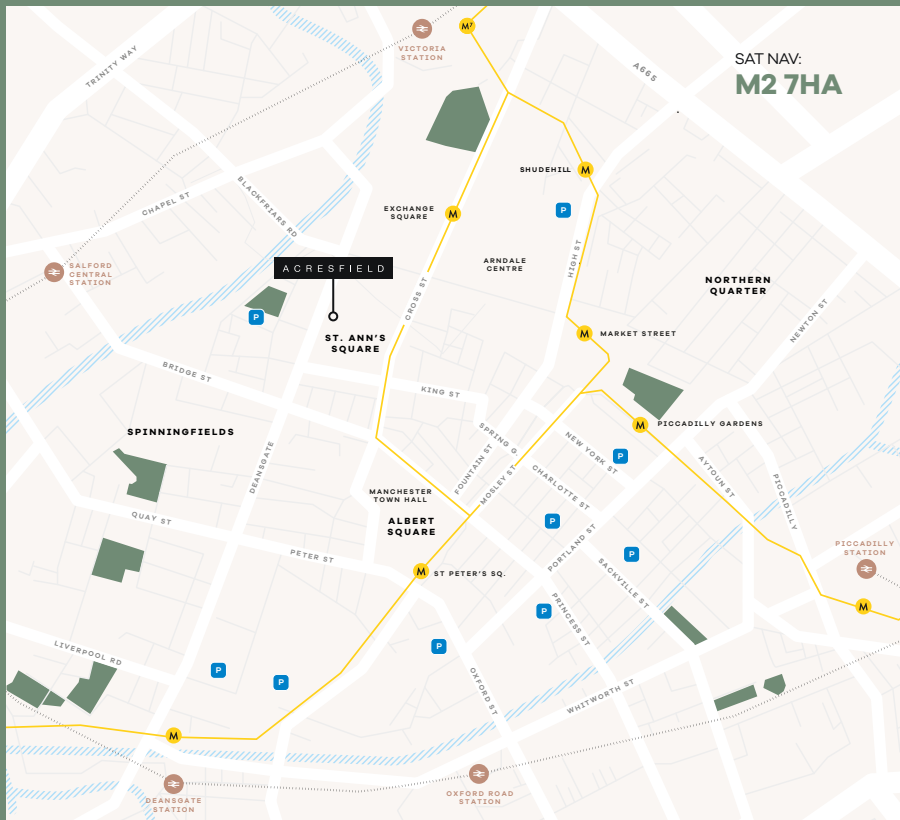 M7
VICTORIA
STATION
TRINITY WAY
A665
SAT NAV:
M2 7HA
SHUDEHILL
M
EXCHANGE
SQUARE
M
P
CHAPEL ST
BLACKFRIARS RD
SALFORD
CENTRAL
STATION
ACRESFIELD
ARNDALE
CENTRE
HIGH ST
NORTHERN
QUARTER
CROSS ST
P
NEWTON ST
M
MARKET STREET
ST. ANN'S
SQUARE
BRIDGE ST
KING ST
SPINNINGFIELDS
M
PICCADILLY GARDENS
SPRING G
NEW YORK ST
P
DEANSGATE
FOUNTAIN ST
MOSLEY ST
CHARLOTTE ST
AYTOUN ST
PICCADILLY
MANCHESTER
TOWN HALL
ALBERT
SQUARE
QUAY ST
P
PORTLAND ST
PETER ST
P
PICCADILLY
STATION
M
ST PETER'S SQ.
SACKVILLE ST
M
P
PRINCESS ST
LIVERPOOL RD
P
P
P
OXFORD ST
WHITWORTH ST
M
DEANSGATE
STATION
OXFORD ROAD
STATION